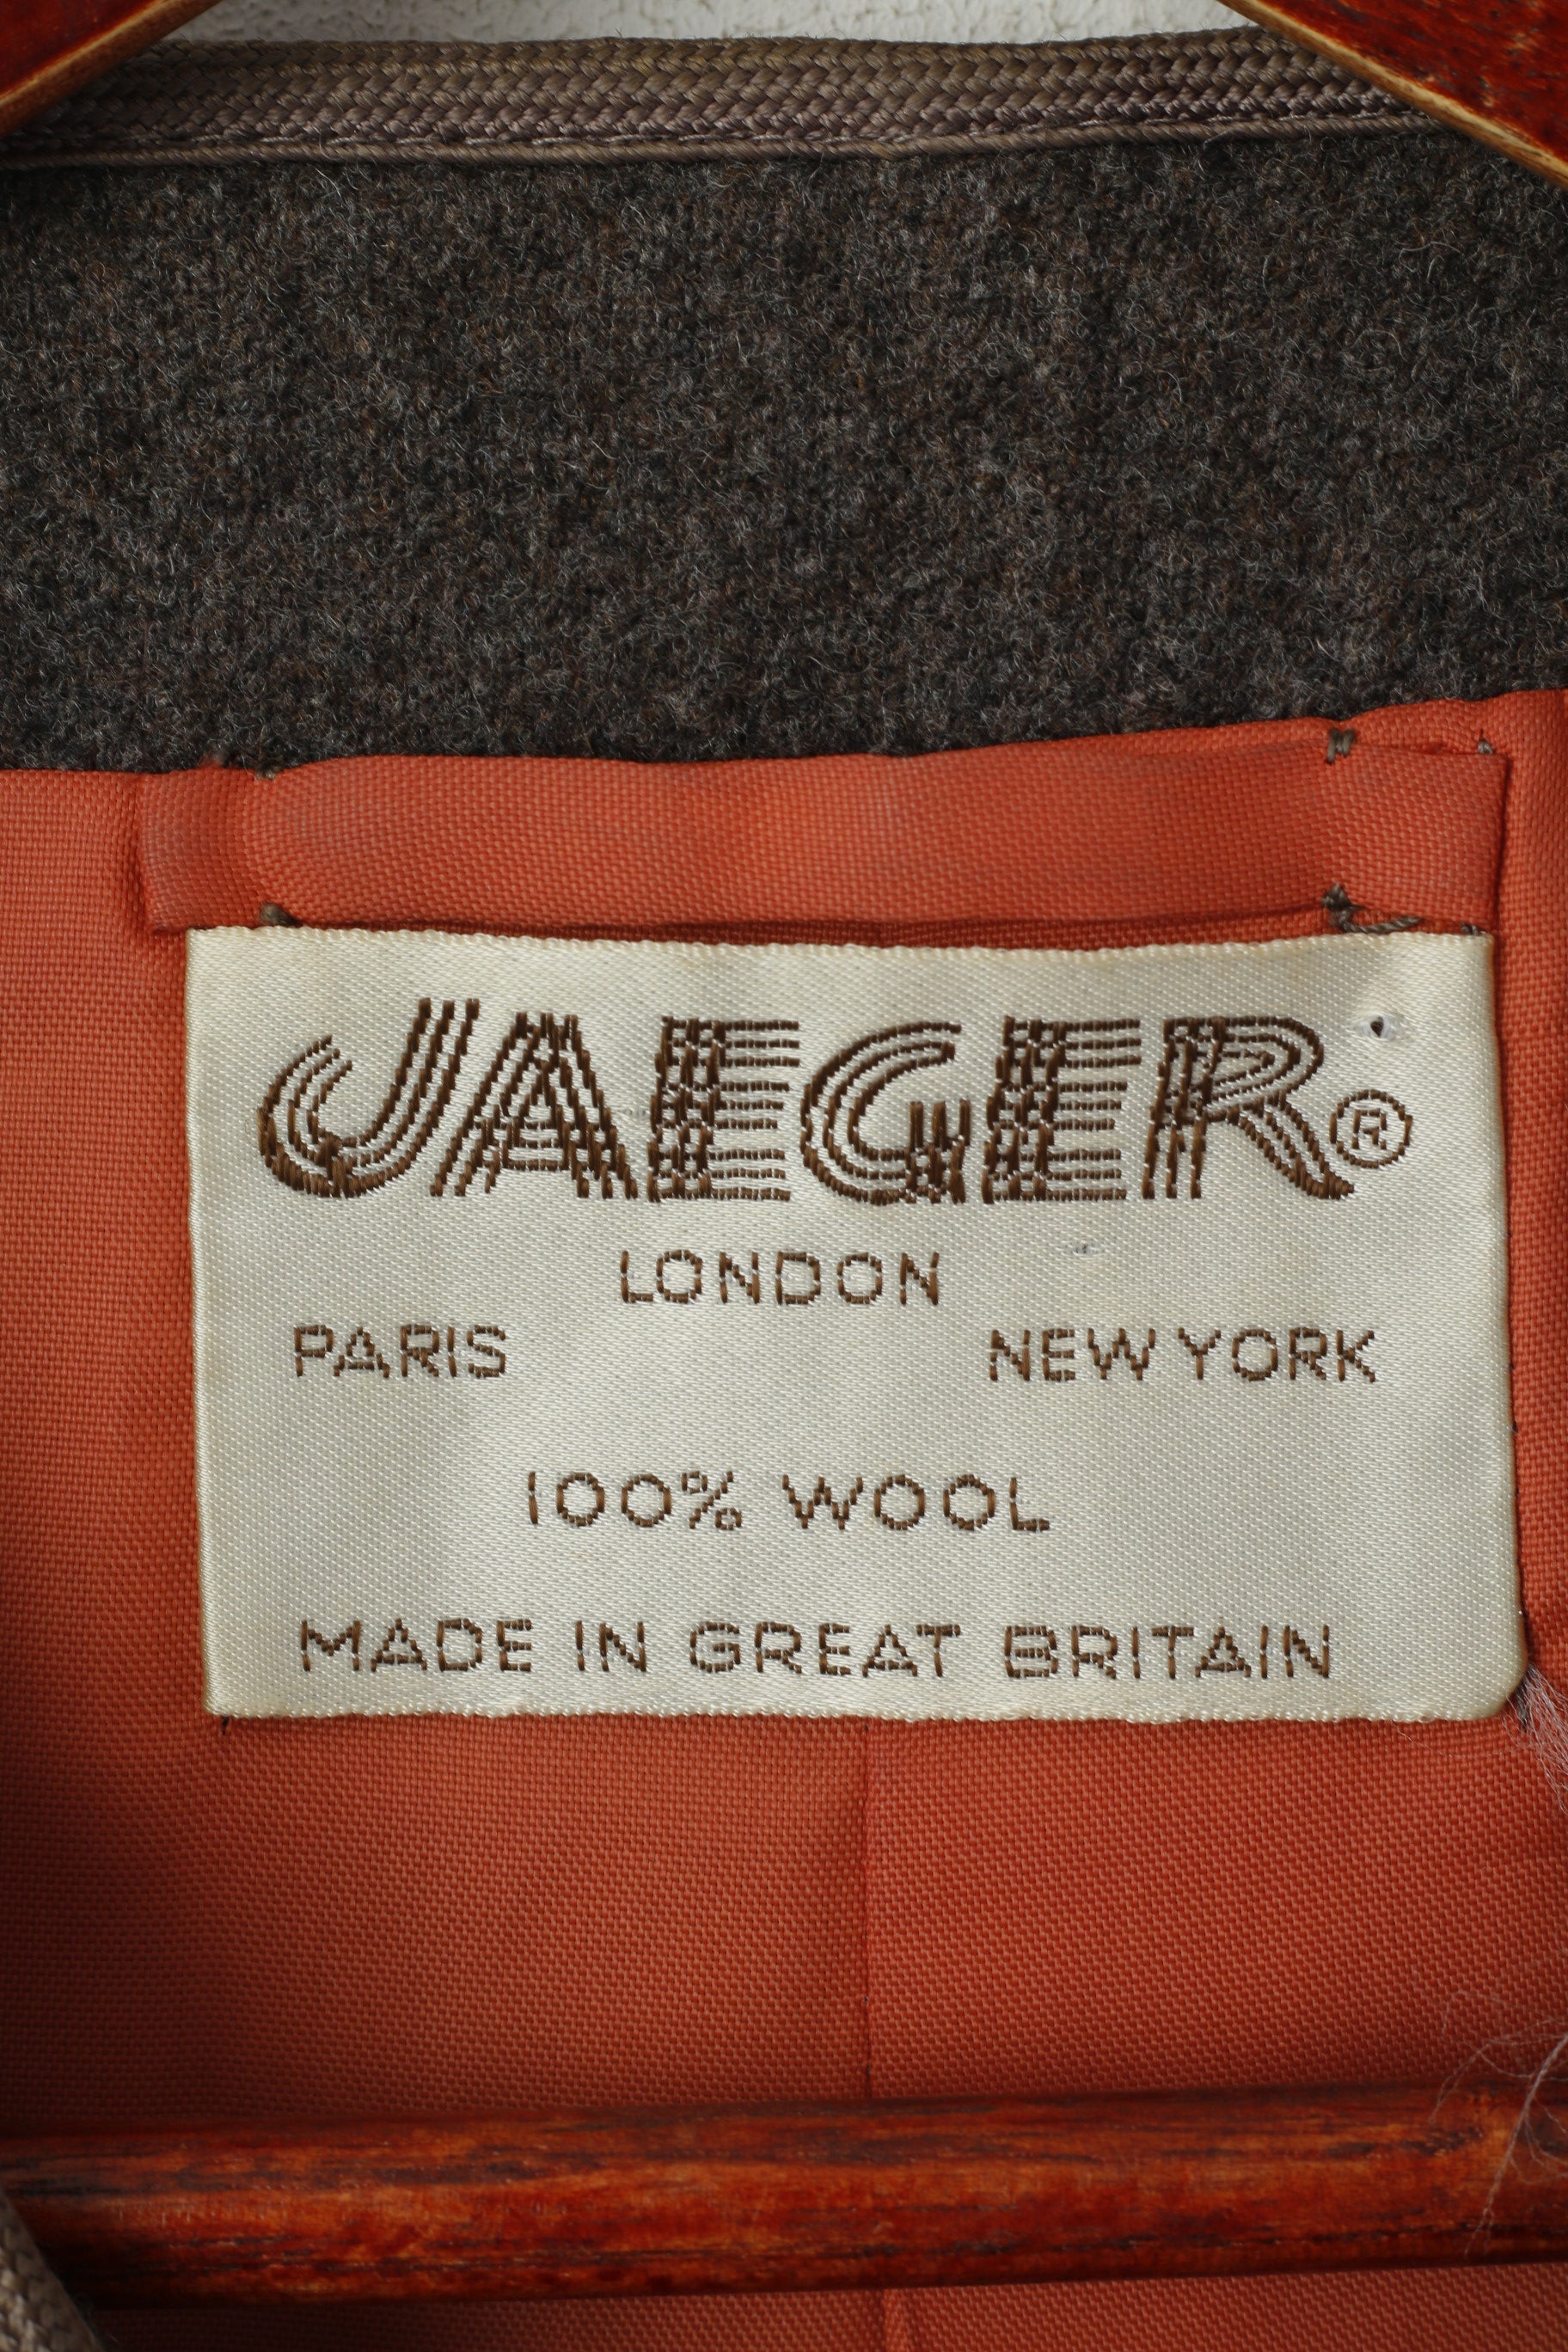 JAEGER®
LONDON
PARIS NEW YORK
100% WOOL
MADE IN GREAT BRITAIN